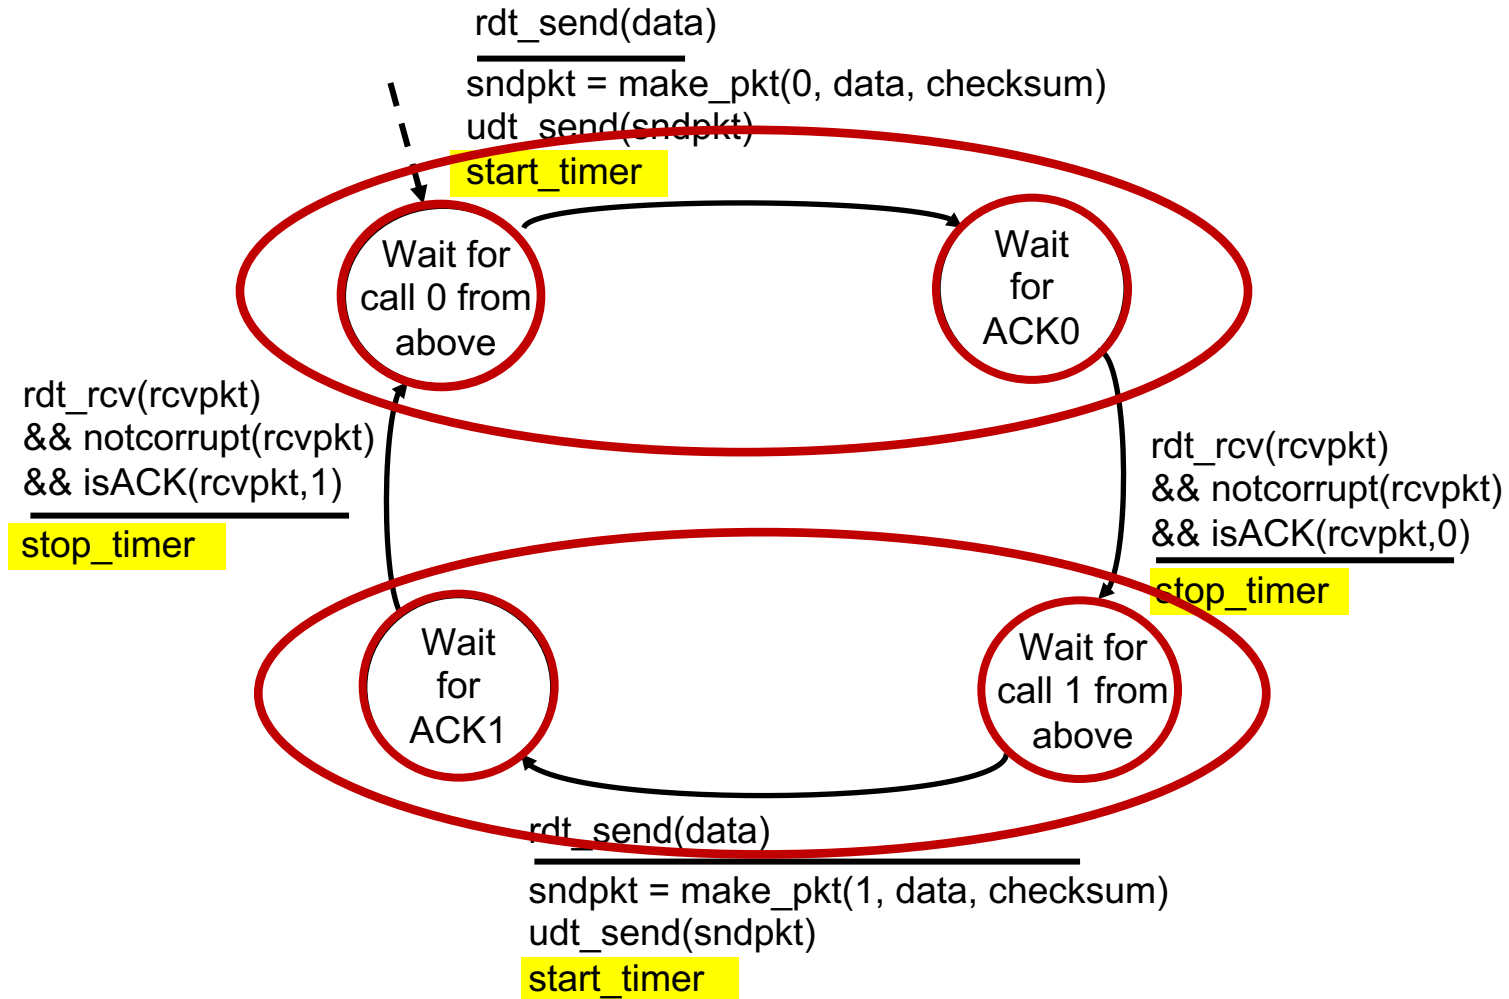 rdt_send(data)
sndpkt = make_pkt(0, data, checksum)
udt_send(sndpkt)
start_timer
Wait for
call 0 from
above
Wait
for
ACK0
rdt_rcv(rcvpkt)
&& notcorrupt(rcvpkt)
&& isACK(rcvpkt,1)
stop_timer
rdt_rcv(rcvpkt)
&& notcorrupt(rcvpkt)
&& isACK(rcvpkt,0)
stop_timer
Wait
for
ACK1
Wait for
call 1 from
above
rdt_send(data)
sndpkt = make_pkt(1, data, checksum)
udt_send(sndpkt)
start_timer